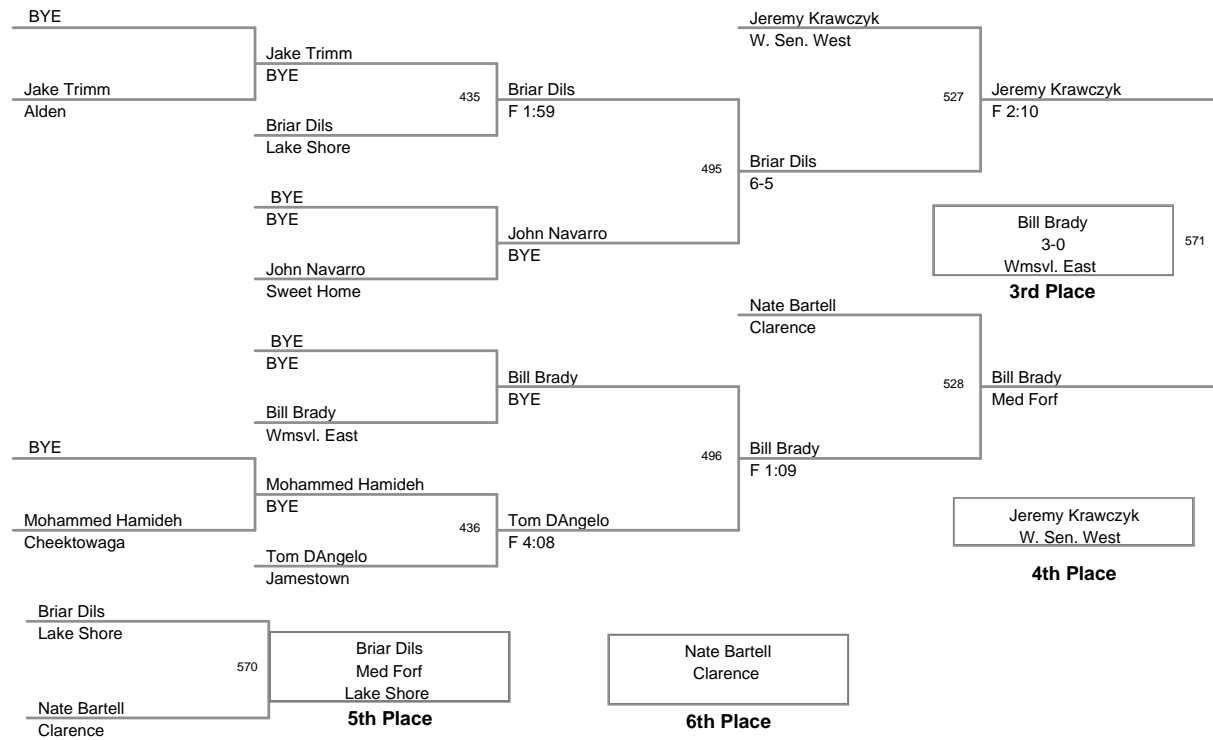 BYE
Jake Trimm
Alden
Jake Trimm
BYE
435
Briar Dils
Lake Shore
Briar Dils
F 1:59
BYE
BYE
John Navarro
Sweet Home
John Navarro
BYE
495
Briar Dils
6-5
Jeremy Krawczyk
W. Sen. West
527
Jeremy Krawczyk
F 2:10
Bill Brady
3-0
Wmsvl. East
571
3rd Place
BYE
BYE
Bill Brady
Wmsvl. East
Bill Brady
BYE
BYE
Mohammed Hamideh
Cheektowaga
Mohammed Hamideh
BYE
436
Tom DAngelo
Jamestown
Tom DAngelo
F 4:08
496
Bill Brady
F 1:09
Nate Bartell
Clarence
528
Bill Brady
Med Forf
Jeremy Krawczyk
W. Sen. West
4th Place
Briar Dils
Lake Shore
570
Nate Bartell
Clarence
Briar Dils
Med Forf
Lake Shore
5th Place
Nate Bartell
Clarence
6th Place